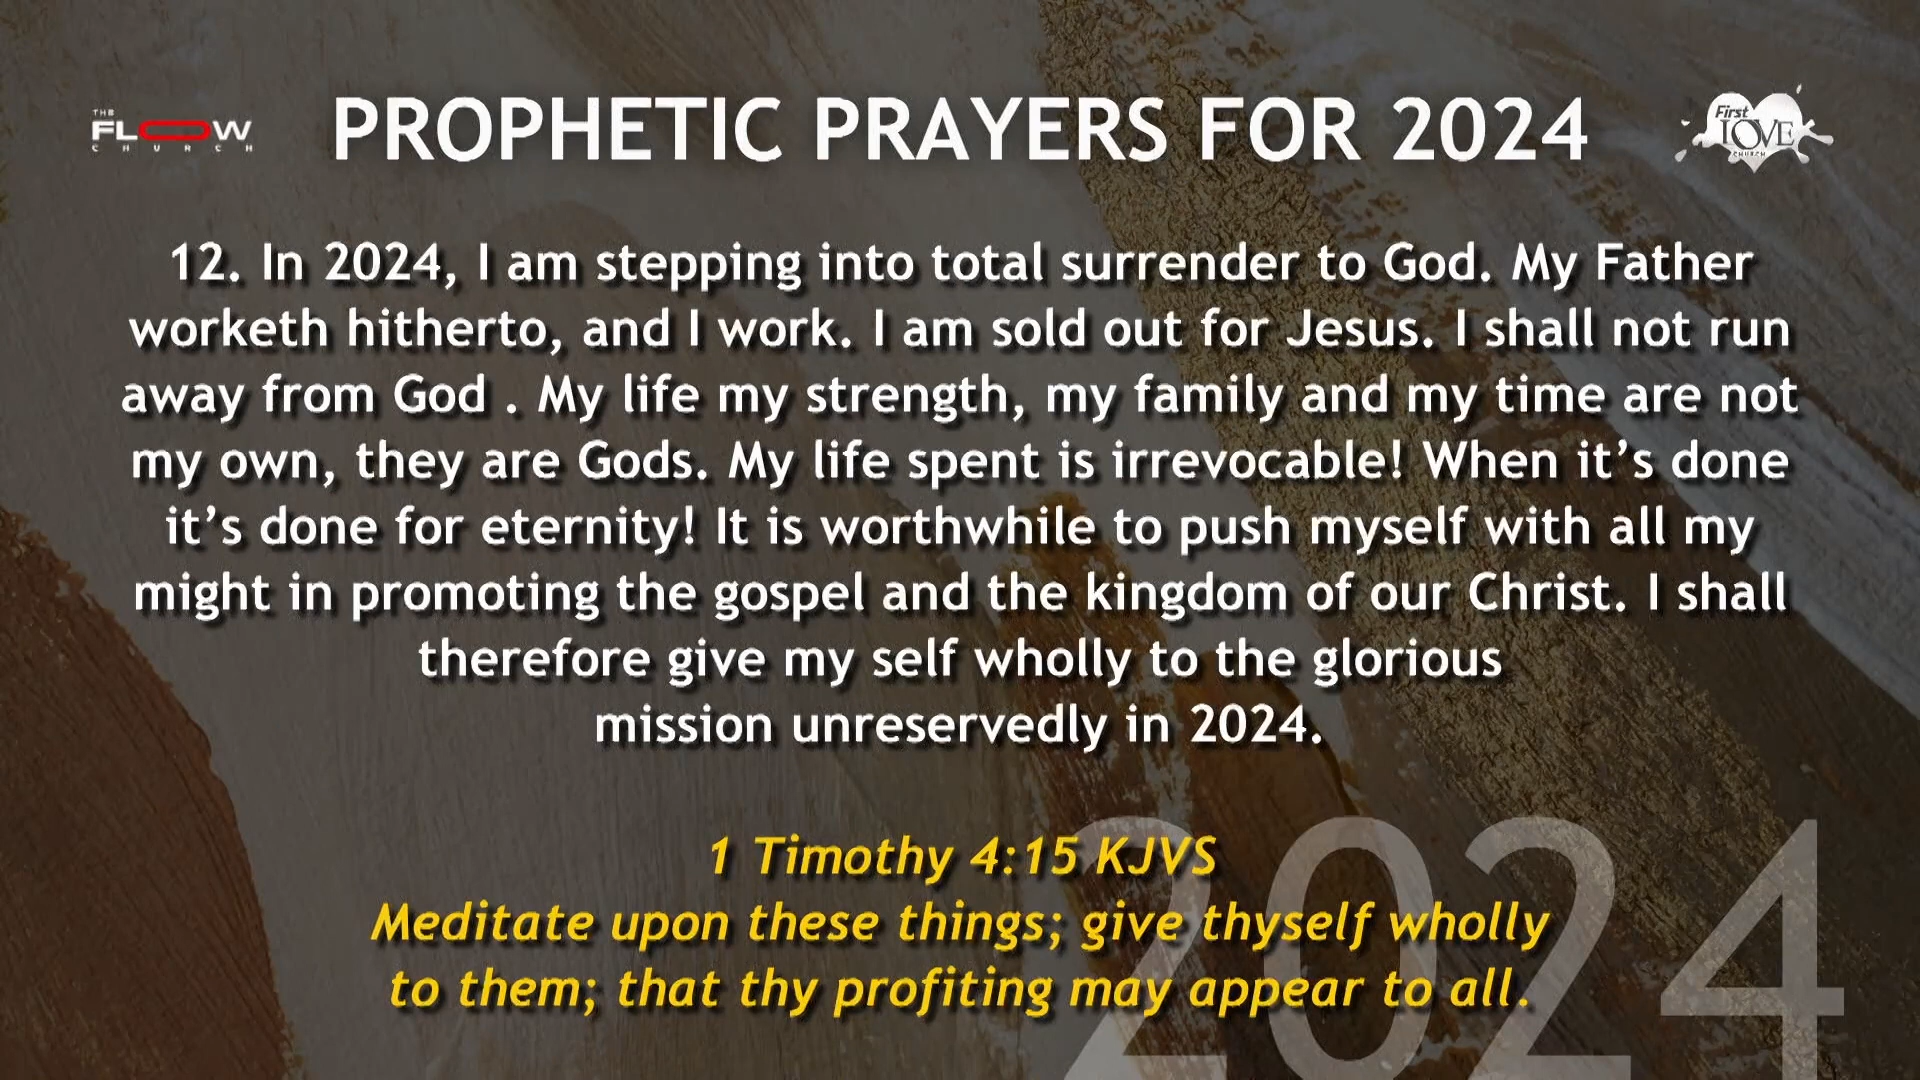 THE
FLOW
CHURCH
PROPHETIC PRAYERS FOR 2024
First
LOVE
CHURCH
12. In 2024, I am stepping into total surrender to God. My Father
worketh hitherto, and I work. I am sold out for Jesus. I shall not run
away from God . My life my strength, my family and my time are not
my own, they are Gods. My life spent is irrevocable! When it’s done
it’s done for eternity! It is worthwhile to push myself with all my
might in promoting the gospel and the kingdom of our Christ. I shall
therefore give my self wholly to the glorious
mission unreservedly in 2024.
1 Timothy 4:15 KJVS
Meditate upon these things; give thyself wholly
to them; that thy profiting may appear to all.
2024